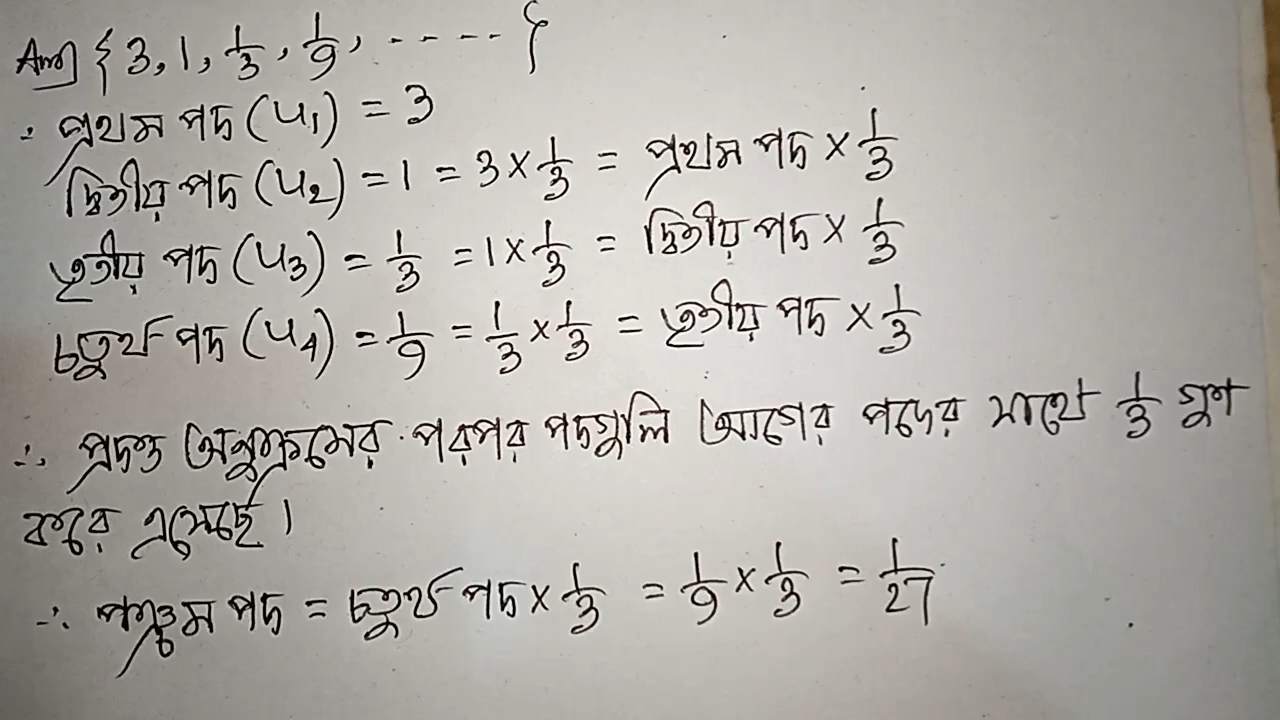 Ans] { 3, 1, 1/3, 1/9, ----- }
∴ প্রথম পদ (u₁) = 3
দ্বিতীয় পদ (u₂) = 1 = 3 × 1/3 = প্রথম পদ × 1/3
তৃতীয় পদ (u₃) = 1/3 = 1 × 1/3 = দ্বিতীয় পদ × 1/3
চতুর্থ পদ (u₄) = 1/9 = 1/3 × 1/3 = তৃতীয় পদ × 1/3
∴ প্রদত্ত অনুক্রমের পরপর পদগুলি আগের পদের সাথে 1/3 গুণ
করে এসেছে।
∴ পঞ্চম পদ = চতুর্থ পদ × 1/3 = 1/9 × 1/3 = 1/27